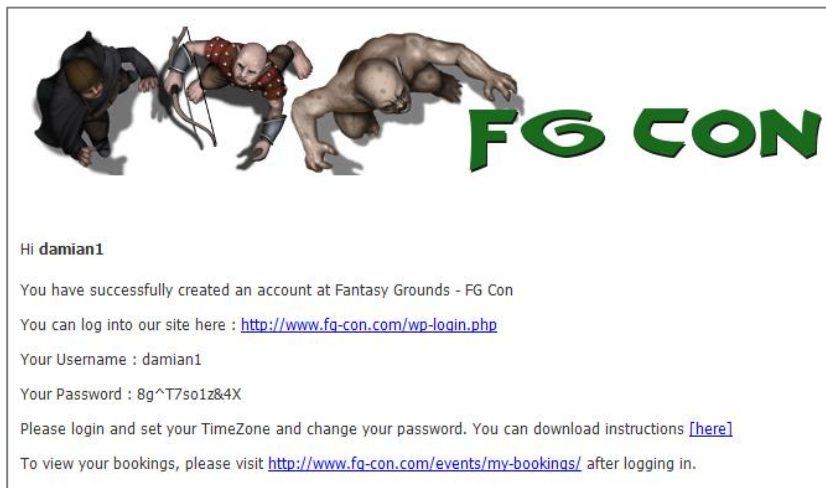 FG CON
Hi damian1
You have successfully created an account at Fantasy Grounds - FG Con
You can log into our site here : http://www.fg-con.com/wp-login.php
Your Username : damian1
Your Password : 8g^T7so1z&4X
Please login and set your TimeZone and change your password. You can download instructions [here]
To view your bookings, please visit http://www.fg-con.com/events/my-bookings/ after logging in.